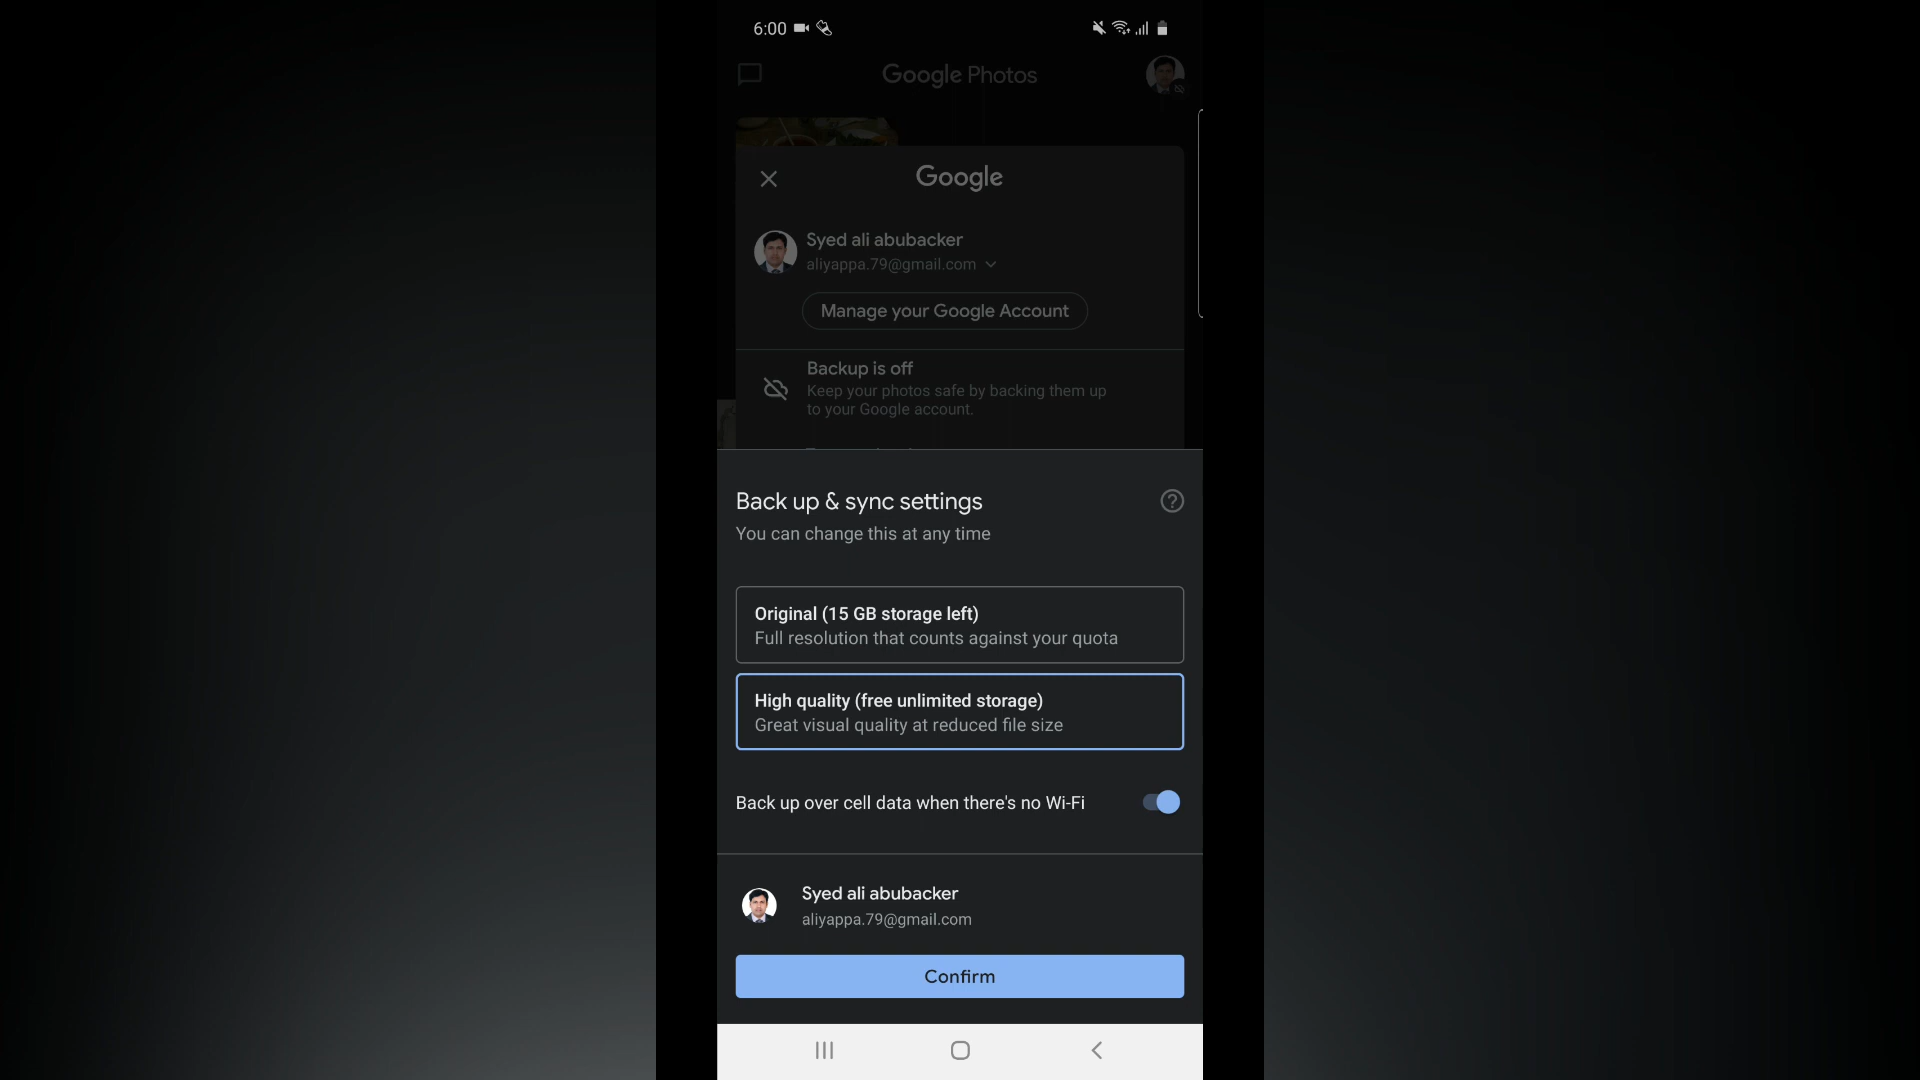 6:00
Google Photos
Google
Syed ali abubacker
aliyappa.79@gmail.com
Manage your Google Account
Backup is off
Keep your photos safe by backing them up
to your Google account.
Back up & sync settings
You can change this at any time
Original (15 GB storage left)
Full resolution that counts against your quota
High quality (free unlimited storage)
Great visual quality at reduced file size
Back up over cell data when there's no Wi-Fi
Syed ali abubacker
aliyappa.79@gmail.com
Confirm